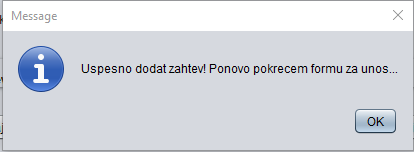 Message
Uspesno dodat zahtev! Ponovo pokrecem formu za unos...
OK